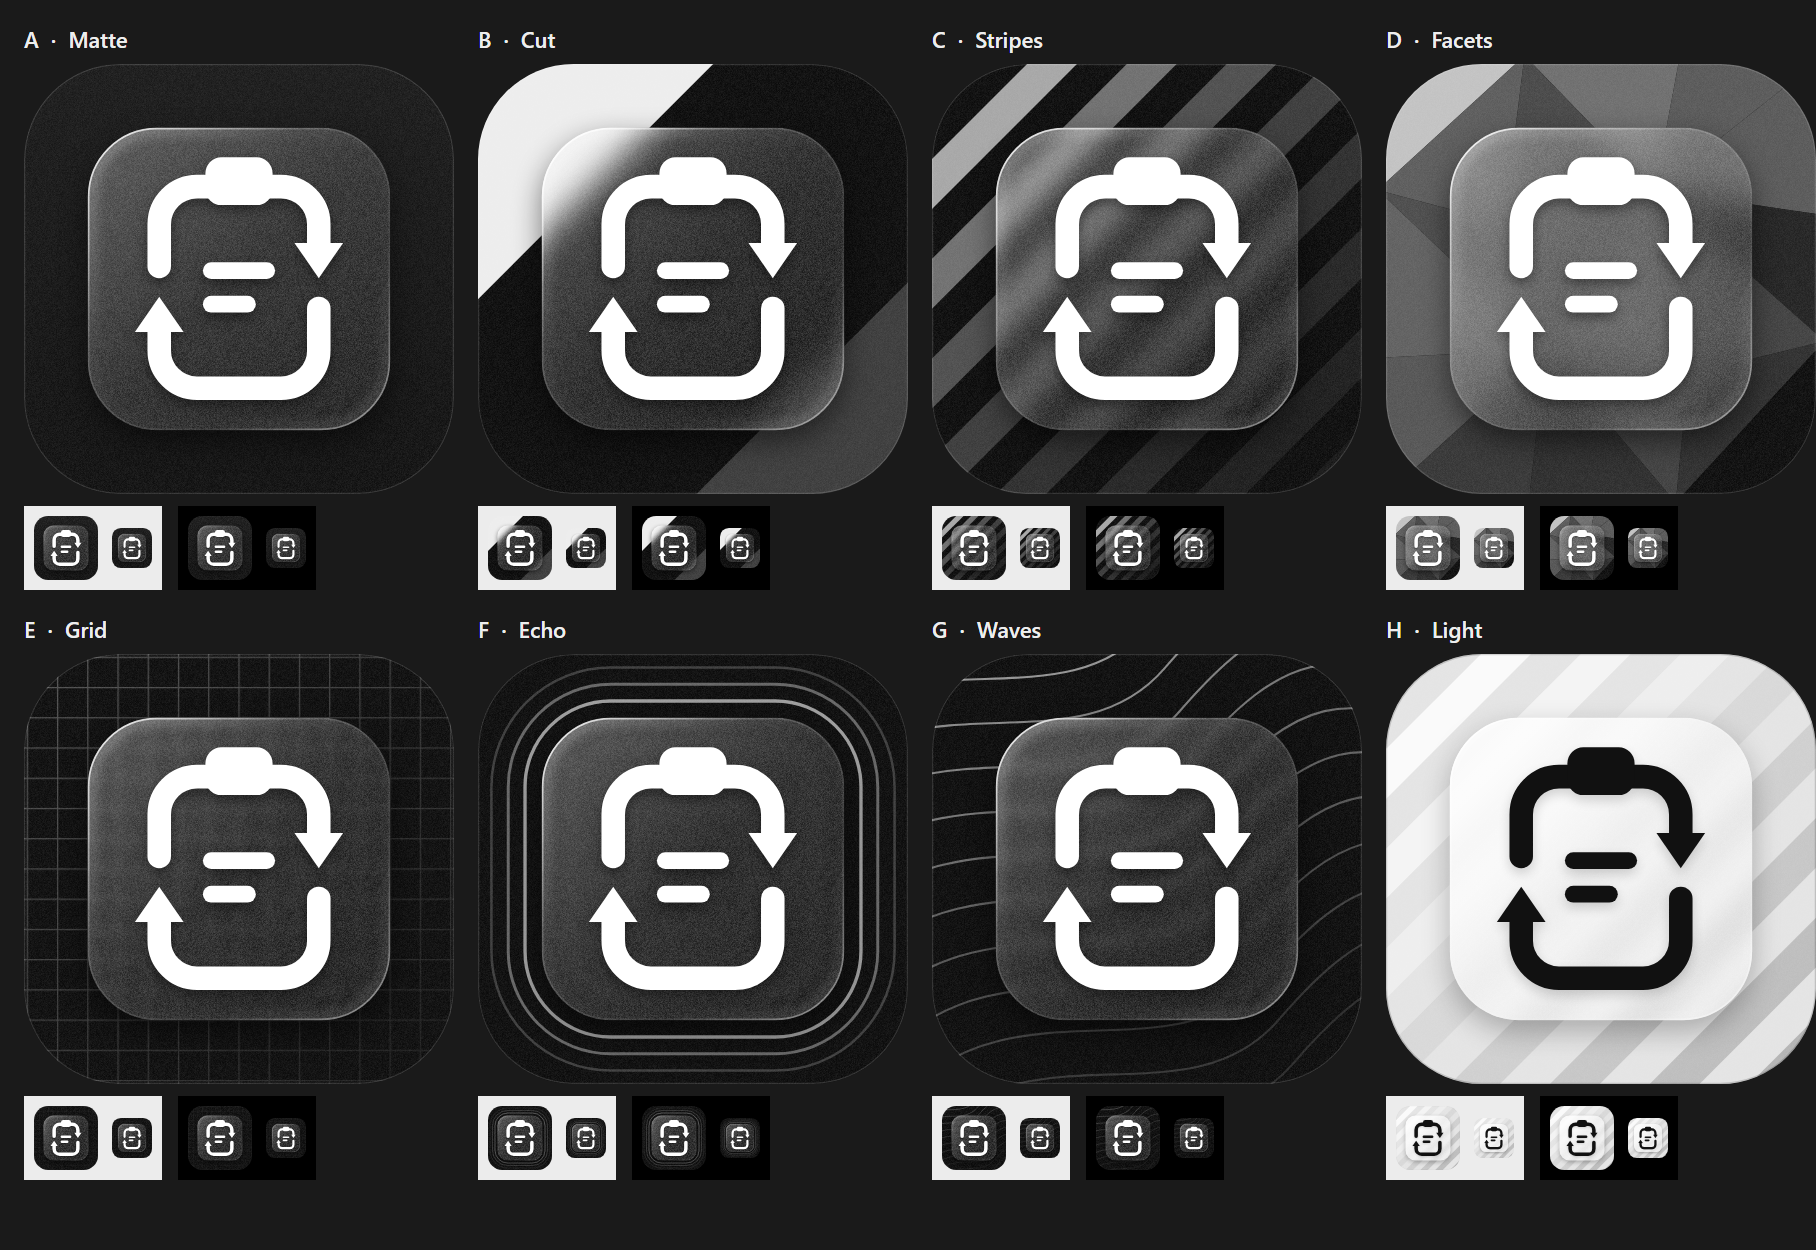 A · Matte
B · Cut
C · Stripes
D · Facets
E · Grid
F · Echo
G · Waves
H · Light